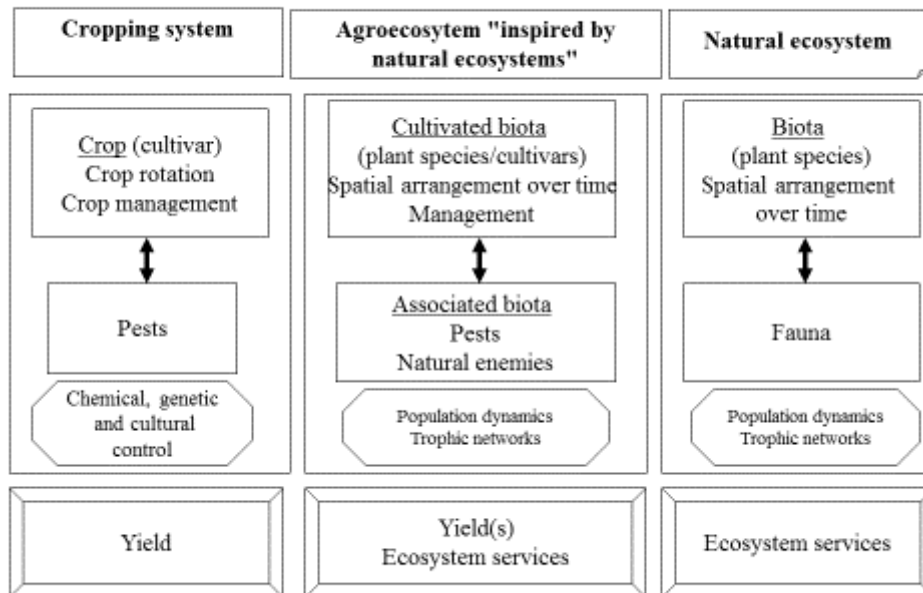 Cropping system
Agroecosytem "inspired by
natural ecosystems"
Natural ecosystem
Crop (cultivar)
Crop rotation
Crop management
Cultivated biota
(plant species/cultivars)
Spatial arrangement over time
Management
Biota
(plant species)
Spatial arrangement
over time
Pests
Associated biota
Pests
Natural enemies
Fauna
Chemical, genetic
and cultural
control
Population dynamics
Trophic networks
Population dynamics
Trophic networks
Yield
Yield(s)
Ecosystem services
Ecosystem services